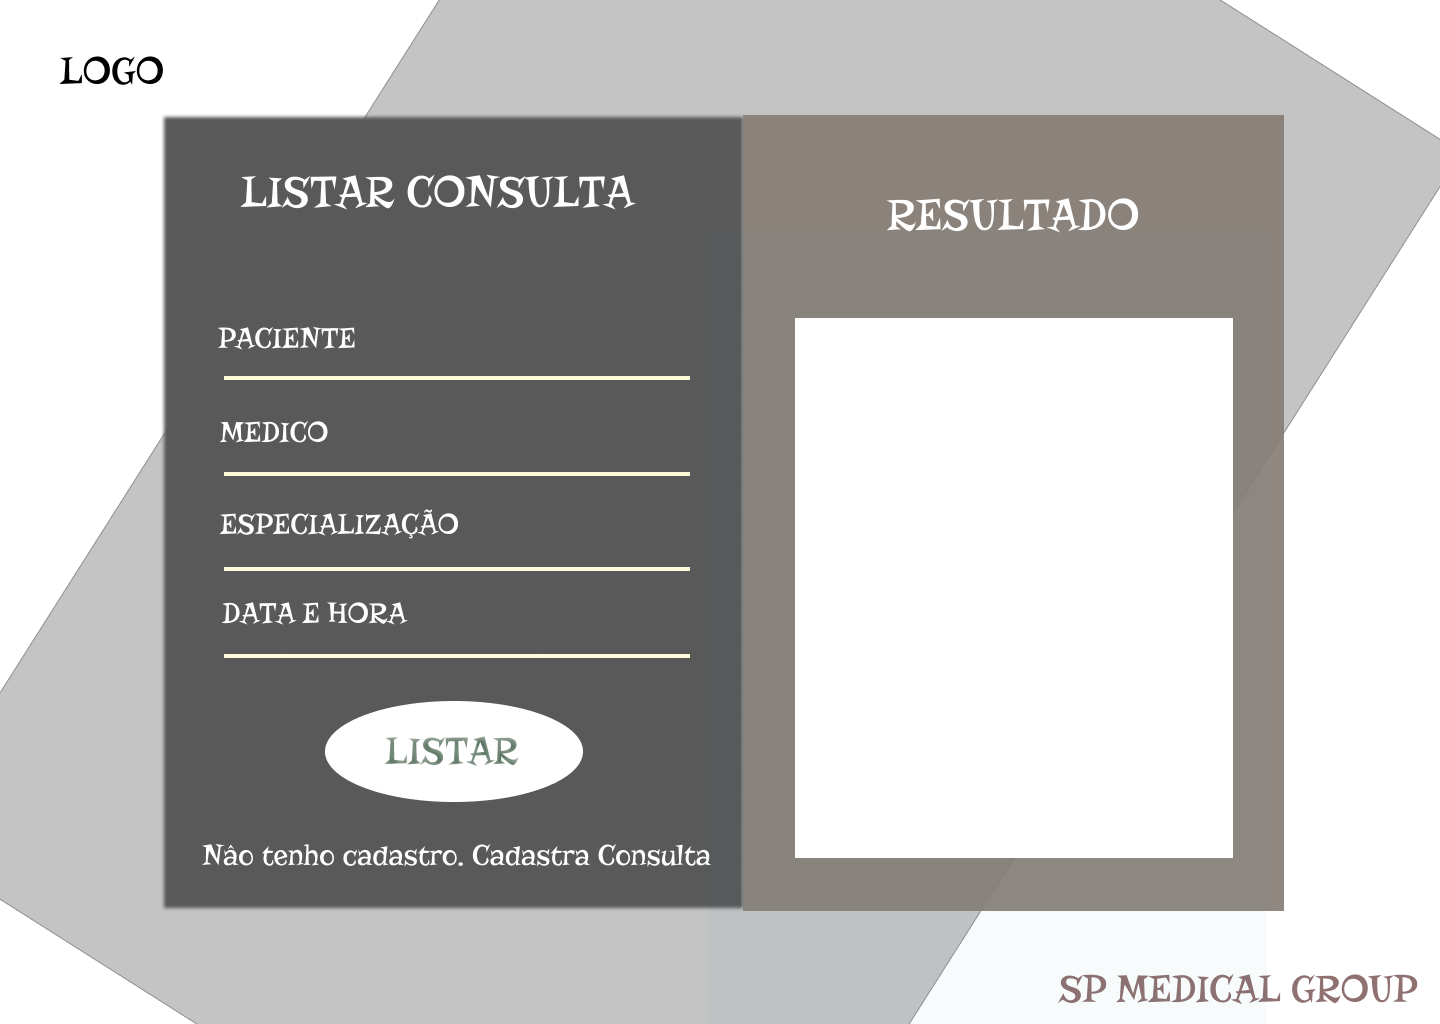 LOGO
LISTAR CONSULTA
PACIENTE
MEDICO
ESPECIALIZAÇÃO
DATA E HORA
LISTAR
Nâo tenho cadastro. Cadastra Consulta
RESULTADO
SP MEDICAL GROUP